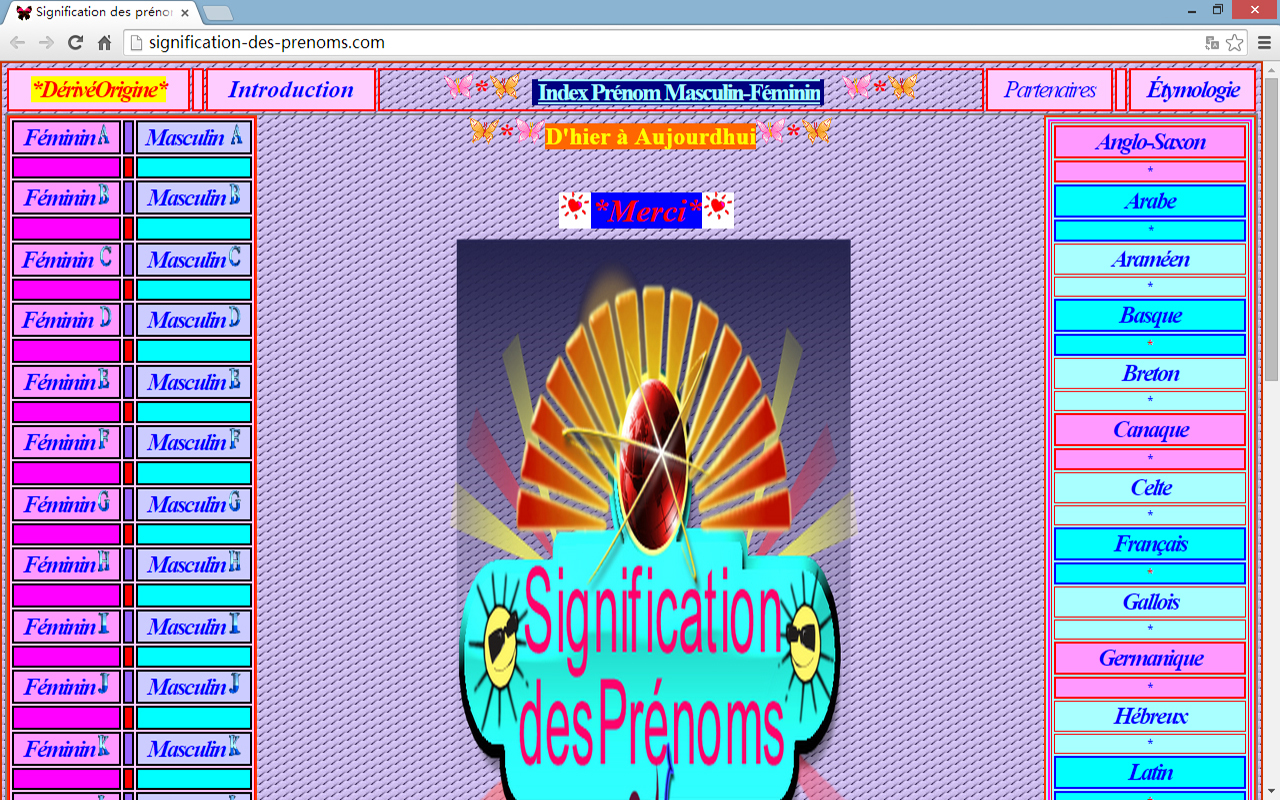 Signification des préno
signification-des-prenoms.com
*DérivéOrigine*
Introduction
* Index Prénom Masculin-Féminin *
Partenaires
Étymologie
*D'hier à Aujourdhui*
*Merci*
Signification
desPrénoms
Féminin A Masculin A
Féminin B Masculin B
Féminin C Masculin C
Féminin D Masculin D
Féminin E Masculin E
Féminin F Masculin F
Féminin G Masculin G
Féminin H Masculin H
Féminin I Masculin I
Féminin J Masculin J
Féminin K Masculin K
Anglo-Saxon
*
Arabe
*
Araméen
*
Basque
*
Breton
*
Canaque
*
Celte
*
Français
*
Gallois
*
Germanique
*
Hébreux
*
Latin
*